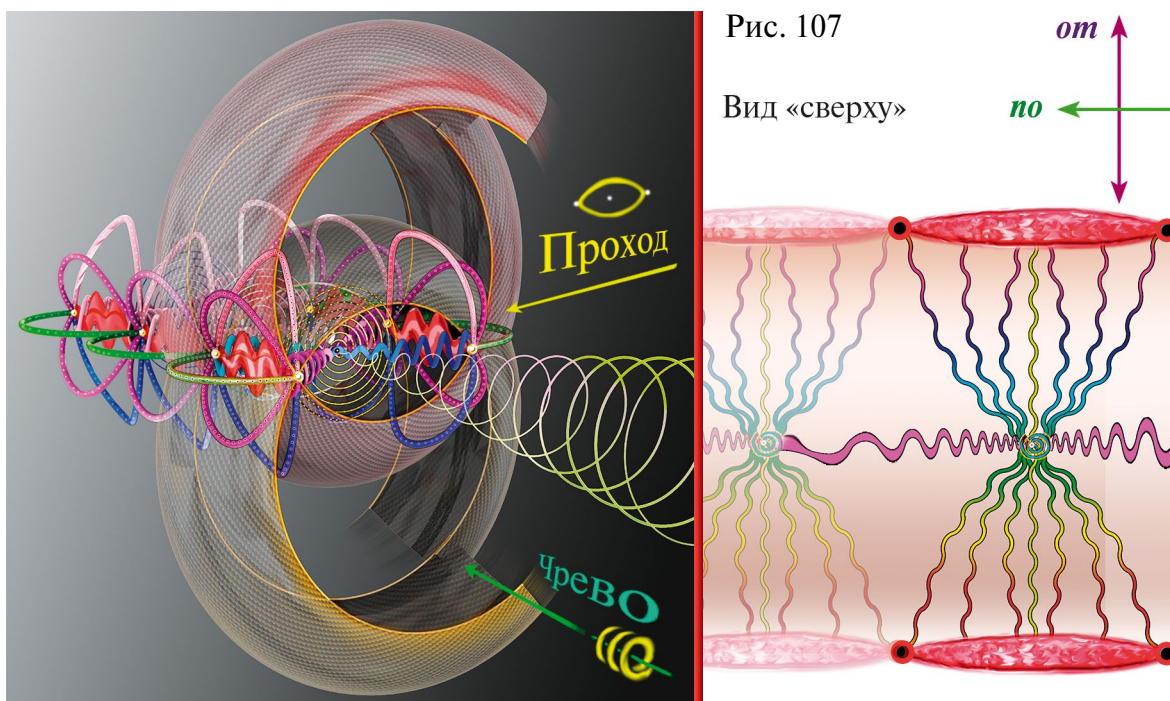 Проход
Чрево
Рис. 107
от
Вид «сверху»
по